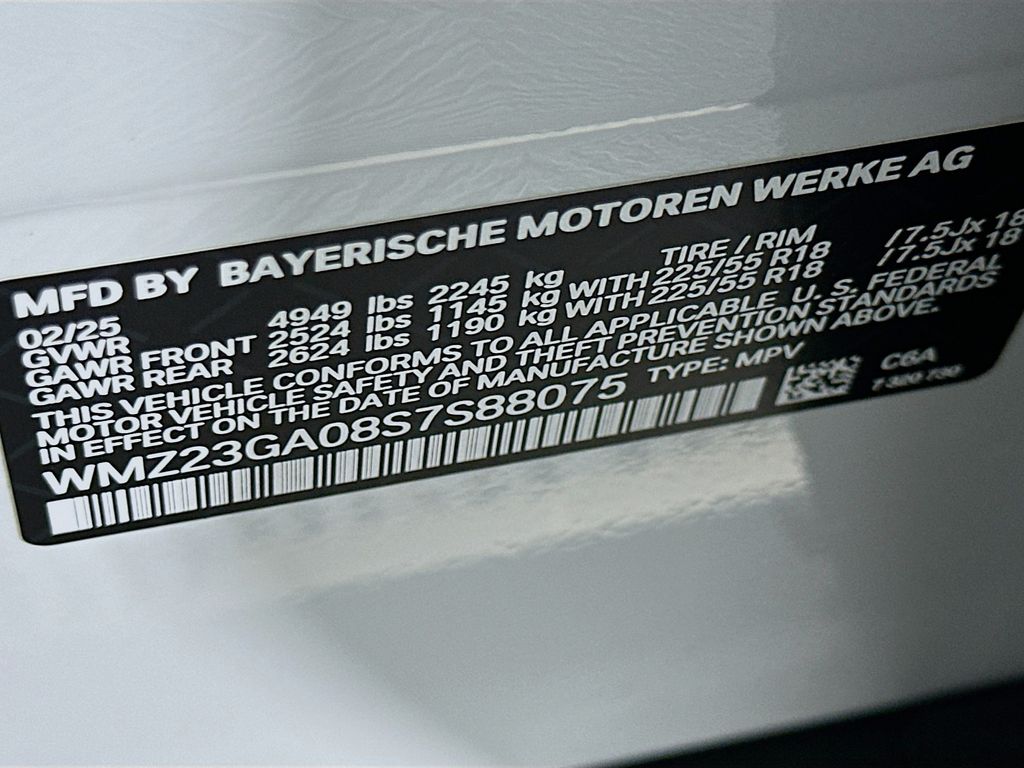 MFD BY BAYERISCHE MOTOREN WERKE AG
02/25 TIRE / RIM
GVWR 4949 lbs 2245 kg
GAWR FRONT 2524 lbs 1145 kg WITH 225/55 R18 /7.5Jx 18
GAWR REAR 2624 lbs 1190 kg WITH 225/55 R18 /7.5Jx 18
THIS VEHICLE CONFORMS TO ALL APPLICABLE U. S. FEDERAL
MOTOR VEHICLE SAFETY AND THEFT PREVENTION STANDARDS
IN EFFECT ON THE DATE OF MANUFACTURE SHOWN ABOVE.
WMZ23GA08S7S88075 TYPE: MPV C6A